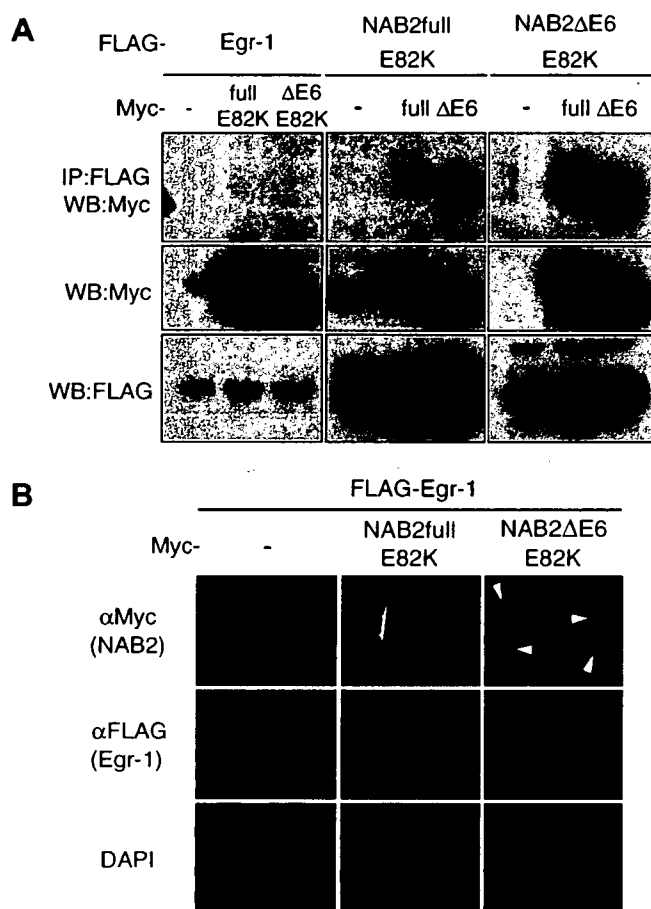 A
FLAG- Egr-1 NAB2full E82K NAB2ΔE6 E82K
Myc- - full E82K ΔE6 E82K - full ΔE6 - full ΔE6
IP:FLAG
WB:Myc
WB:Myc
WB:FLAG
B
FLAG-Egr-1
Myc- - NAB2full E82K NAB2ΔE6 E82K
αMyc
(NAB2)
αFLAG
(Egr-1)
DAPI